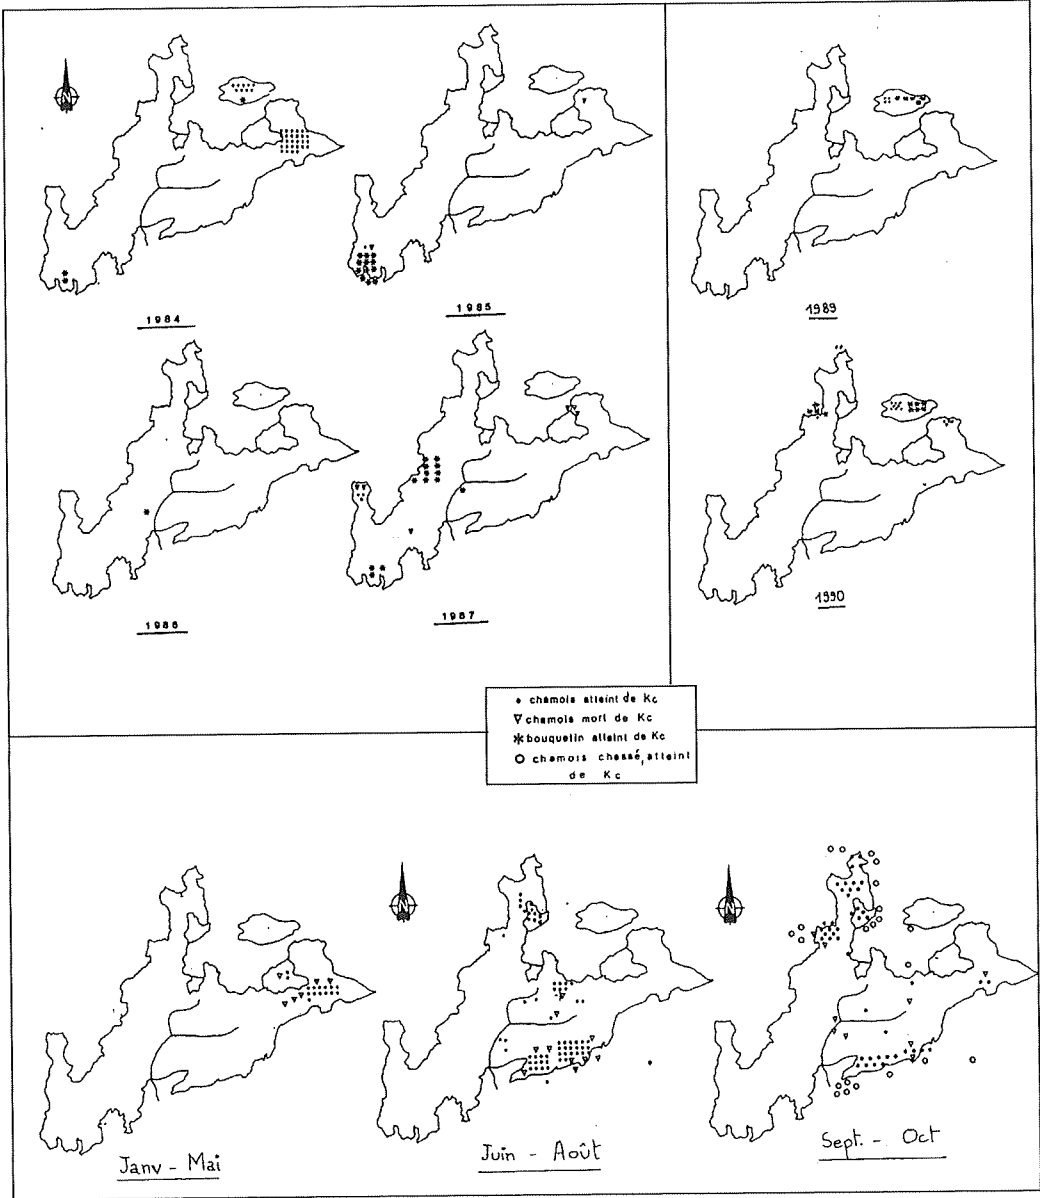 N
1984
1985
1989
1986
1987
1990
• chamois atteint de Kc
▽ chamois mort de Kc
* bouquetin atteint de Kc
O chamois chassé, atteint
de Kc
N
N
Janv - Mai
Juin - Août
Sept. - Oct